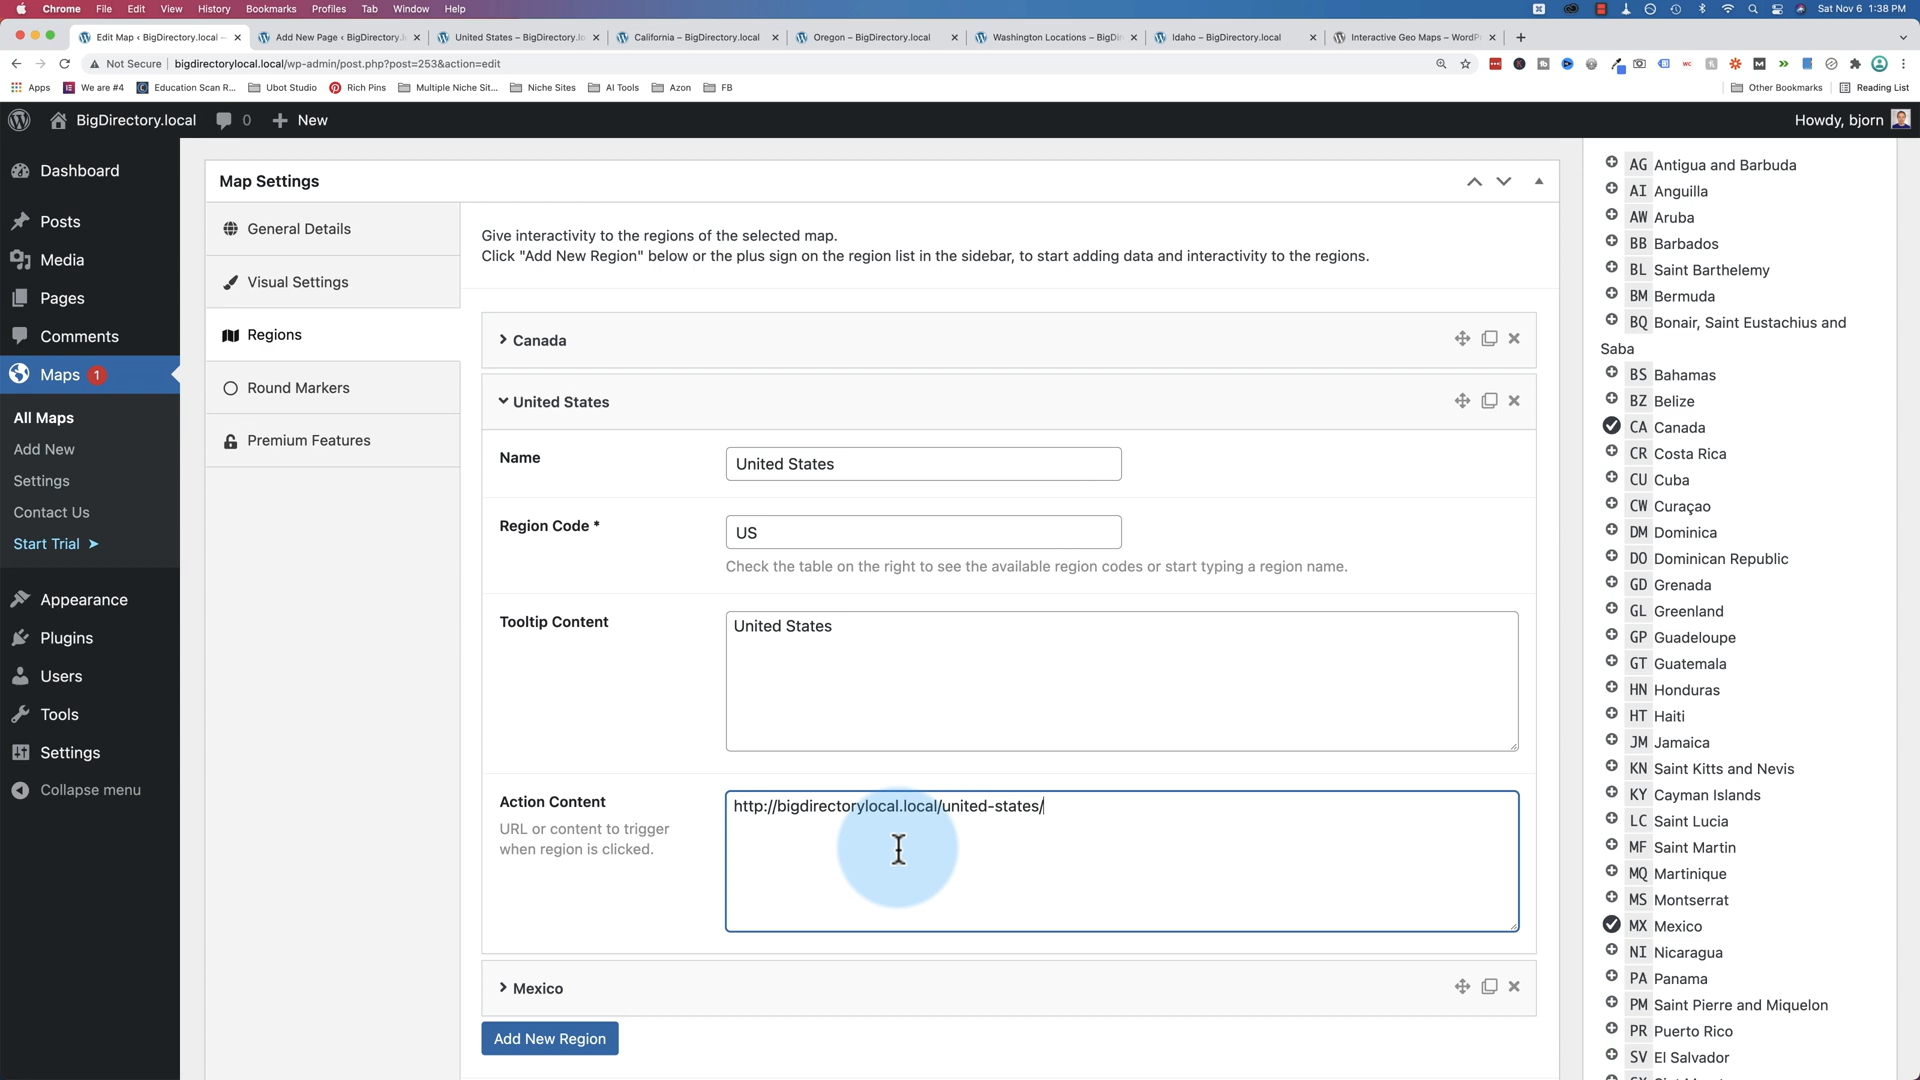 Chrome File Edit View History Bookmarks Profiles Tab Window Help Sat Nov 6 1:38 PM
Edit Map ‹ BigDirectory.local – Add New Page ‹ BigDirectory. United States – BigDirectory.lo California – BigDirectory.local Oregon – BigDirectory.local Washington Locations – BigDi Idaho – BigDirectory.local Interactive Geo Maps – WordP
Not Secure bigdirectorylocal.local/wp-admin/post.php?post=253&action=edit
Apps We are #4 Education Scan R... Ubot Studio Rich Pins Multiple Niche Sit... Niche Sites AI Tools Azon FB Other Bookmarks Reading List
BigDirectory.local 0 New Howdy, bjorn
Dashboard
Posts
Media
Pages
Comments
Maps 1
All Maps
Add New
Settings
Contact Us
Start Trial ➤
Appearance
Plugins
Users
Tools
Settings
Collapse menu
Map Settings
General Details
Visual Settings
Regions
Round Markers
Premium Features
Give interactivity to the regions of the selected map.
Click "Add New Region" below or the plus sign on the region list in the sidebar, to start adding data and interactivity to the regions.
Canada
United States
Name United States
Region Code * US
Check the table on the right to see the available region codes or start typing a region name.
Tooltip Content United States
Action Content http://bigdirectorylocal.local/united-states/
URL or content to trigger
when region is clicked.
Mexico
Add New Region
AG Antigua and Barbuda
AI Anguilla
AW Aruba
BB Barbados
BL Saint Barthelemy
BM Bermuda
BQ Bonair, Saint Eustachius and
Saba
BS Bahamas
BZ Belize
CA Canada
CR Costa Rica
CU Cuba
CW Curaçao
DM Dominica
DO Dominican Republic
GD Grenada
GL Greenland
GP Guadeloupe
GT Guatemala
HN Honduras
HT Haiti
JM Jamaica
KN Saint Kitts and Nevis
KY Cayman Islands
LC Saint Lucia
MF Saint Martin
MQ Martinique
MS Montserrat
MX Mexico
NI Nicaragua
PA Panama
PM Saint Pierre and Miquelon
PR Puerto Rico
SV El Salvador